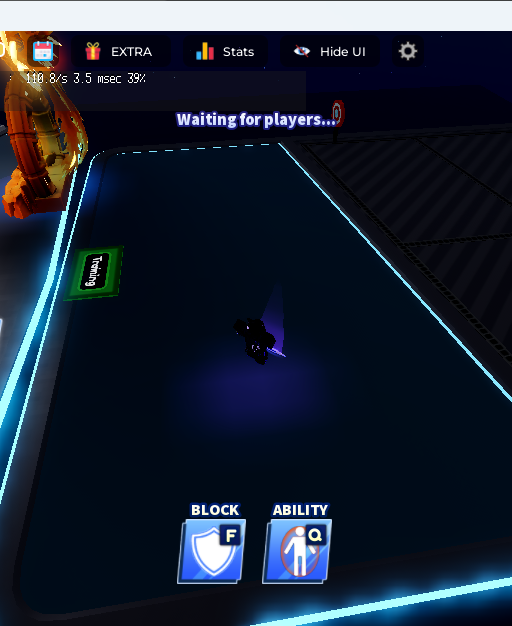 EXTRA
Stats
Hide UI
110.8/s 3.5 msec 39%
Waiting for players...
Training
BLOCK
ABILITY
F
Q